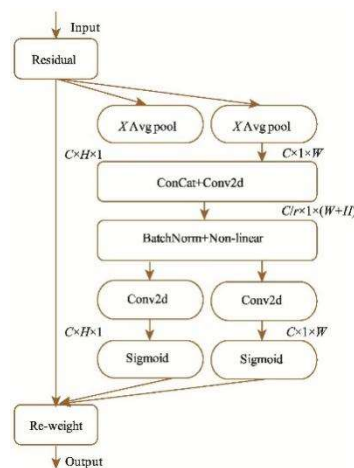 Input
Residual
X Avg pool X Avg pool
C×H×1 C×1×W
ConCat+Conv2d
C/r×1×(W+H)
BatchNorm+Non-linear
Conv2d Conv2d
C×H×1 C×1×W
Sigmoid Sigmoid
Re-weight
Output